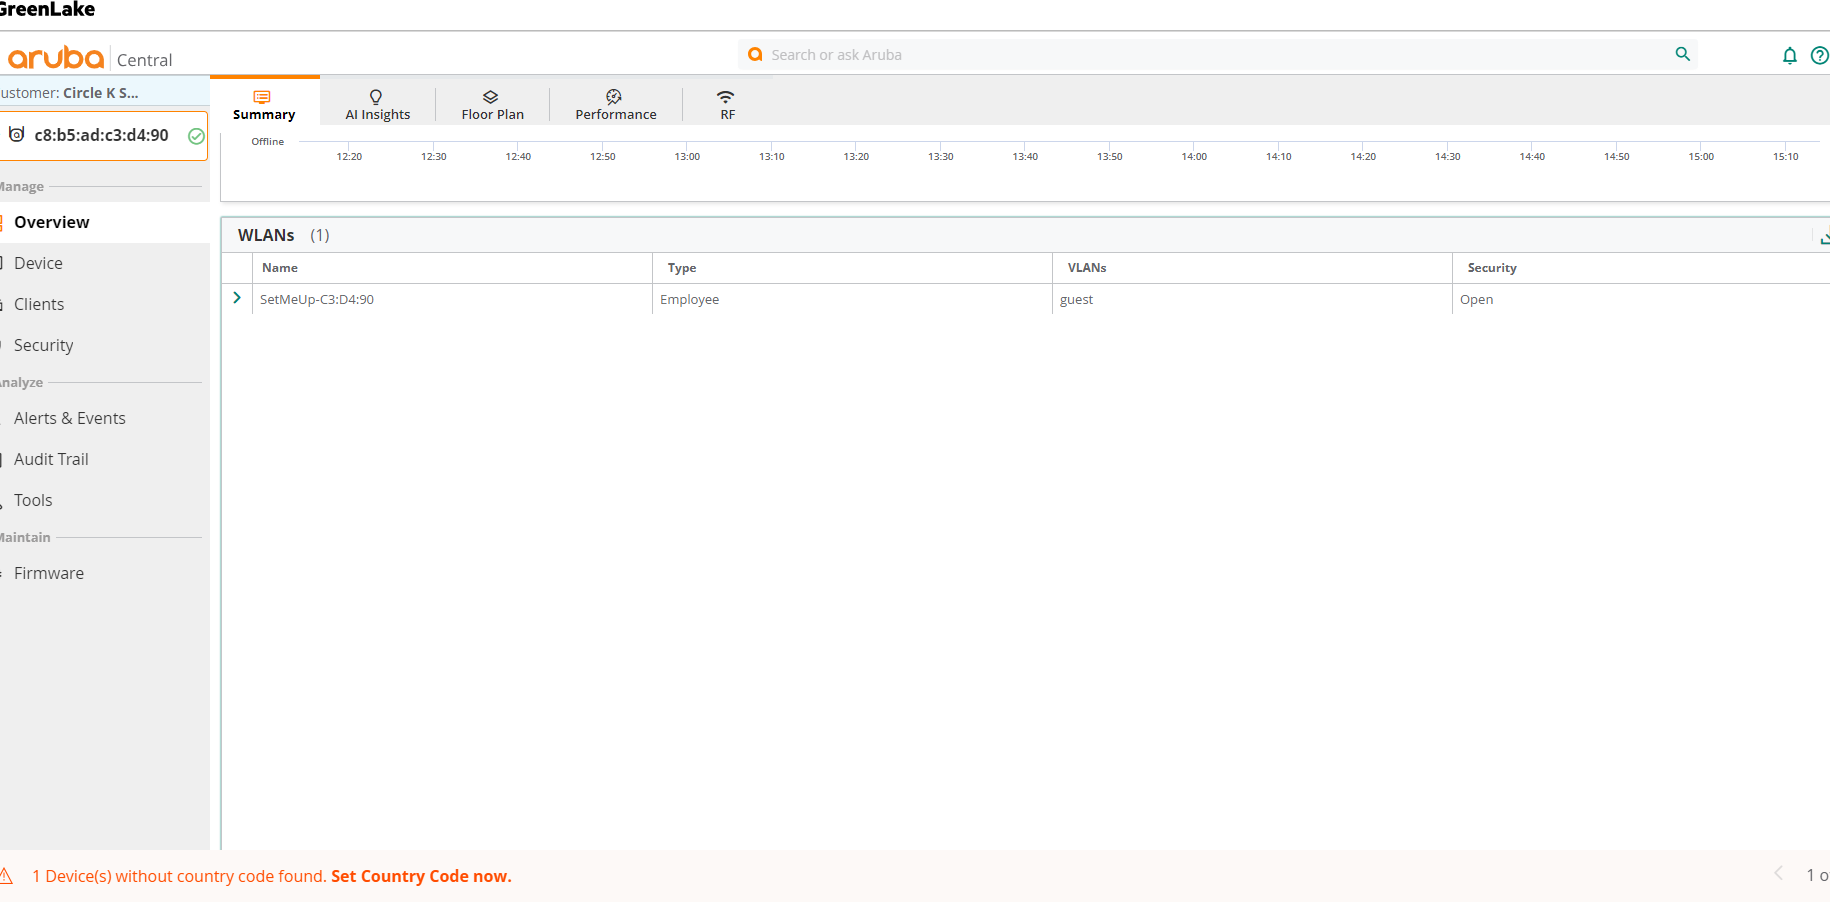 GreenLake
aruba Central
Search or ask Aruba
ustomer: Circle K S...
c8:b5:ad:c3:d4:90
Summary
AI Insights
Floor Plan
Performance
RF
Offline
12:20 12:30 12:40 12:50 13:00 13:10 13:20 13:30 13:40 13:50 14:00 14:10 14:20 14:30 14:40 14:50 15:00 15:10
Manage
Overview
Device
Clients
Security
Analyze
Alerts & Events
Audit Trail
Tools
Maintain
Firmware
WLANs (1)
Name Type VLANs Security
SetMeUp-C3:D4:90 Employee guest Open
1 Device(s) without country code found. Set Country Code now.
1 o